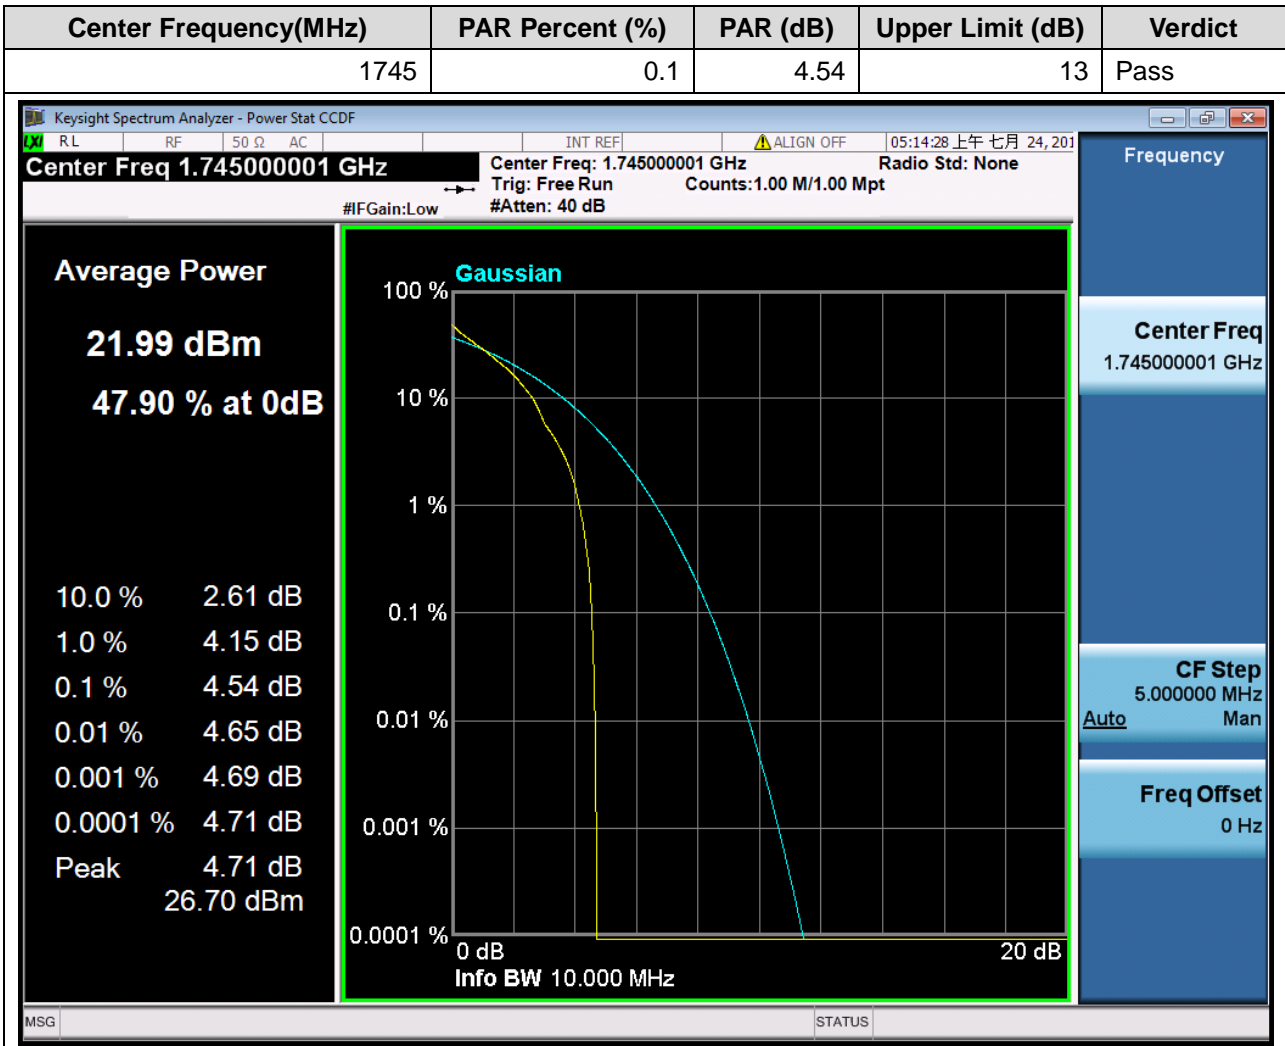 Center Frequency(MHz) PAR Percent (%) PAR (dB) Upper Limit (dB) Verdict
1745 0.1 4.54 13 Pass
Keysight Spectrum Analyzer - Power Stat CCDF
LXI RL RF 50 Ω AC INT REF ALIGN OFF 05:14:28 上午 七月 24, 201
Center Freq 1.745000001 GHz
Center Freq: 1.745000001 GHz Radio Std: None
Trig: Free Run Counts:1.00 M/1.00 Mpt
#IFGain:Low #Atten: 40 dB
Frequency
Average Power
21.99 dBm
47.90 % at 0dB
10.0 % 2.61 dB
1.0 % 4.15 dB
0.1 % 4.54 dB
0.01 % 4.65 dB
0.001 % 4.69 dB
0.0001 % 4.71 dB
Peak 4.71 dB
26.70 dBm
Gaussian
100 %
10 %
1 %
0.1 %
0.01 %
0.001 %
0.0001 %
0 dB 20 dB
Info BW 10.000 MHz
Center Freq
1.745000001 GHz
CF Step
5.000000 MHz
Auto Man
Freq Offset
0 Hz
MSG STATUS